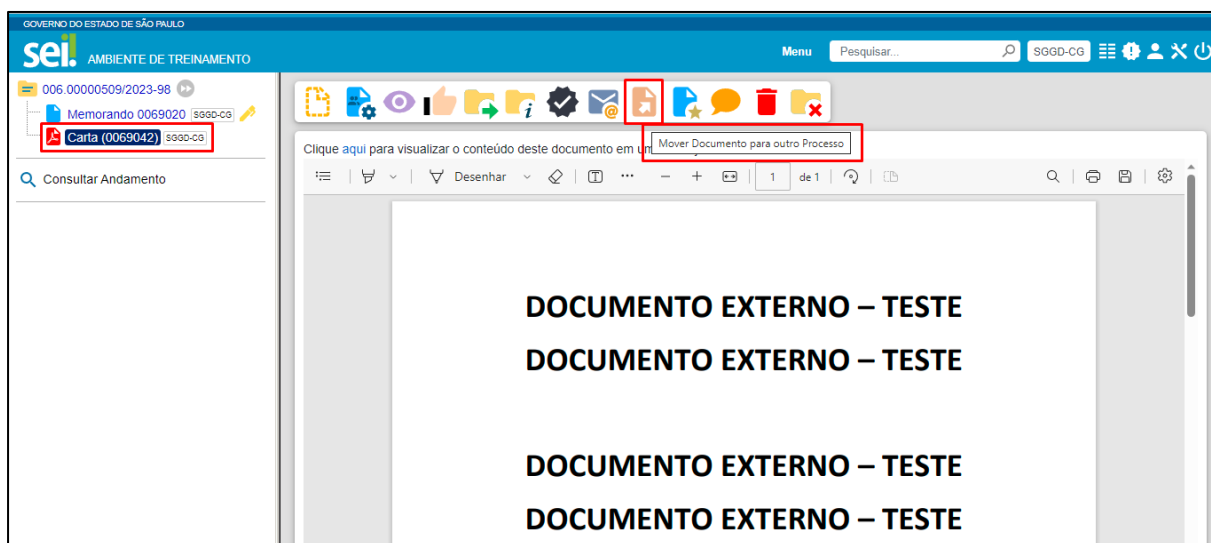 GOVERNO DO ESTADO DE SÃO PAULO
sei! AMBIENTE DE TREINAMENTO
Menu Pesquisar... SGGD-CG
006.00000509/2023-98
Memorando 0069020 SGGD-CG
Carta (0069042) SGGD-CG
Consultar Andamento
Mover Documento para outro Processo
Clique aqui para visualizar o conteúdo deste documento em
Desenhar 1 de 1
DOCUMENTO EXTERNO – TESTE
DOCUMENTO EXTERNO – TESTE
DOCUMENTO EXTERNO – TESTE
DOCUMENTO EXTERNO – TESTE